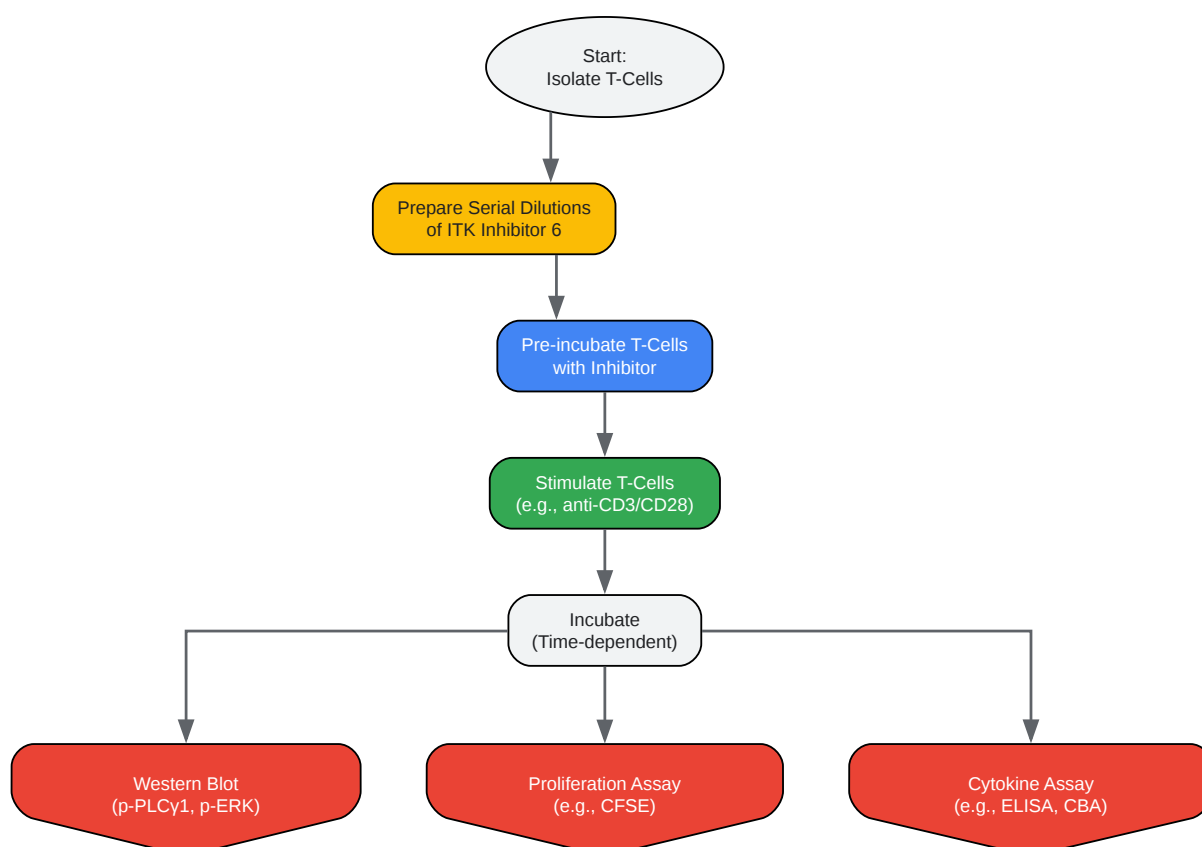 Start:
Isolate T-Cells
Prepare Serial Dilutions
of ITK Inhibitor 6
Pre-incubate T-Cells
with Inhibitor
Stimulate T-Cells
(e.g., anti-CD3/CD28)
Incubate
(Time-dependent)
Western Blot
(p-PLCγ1, p-ERK)
Proliferation Assay
(e.g., CFSE)
Cytokine Assay
(e.g., ELISA, CBA)